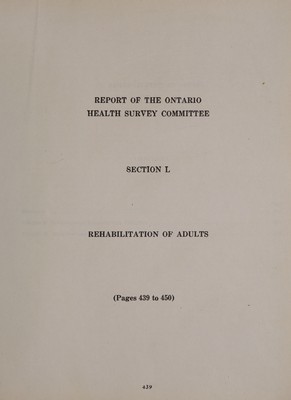 REPORT OF THE ONTARIO
HEALTH SURVEY COMMITTEE
SECTION L
REHABILITATION OF ADULTS
(Pages 439 to 450)
439